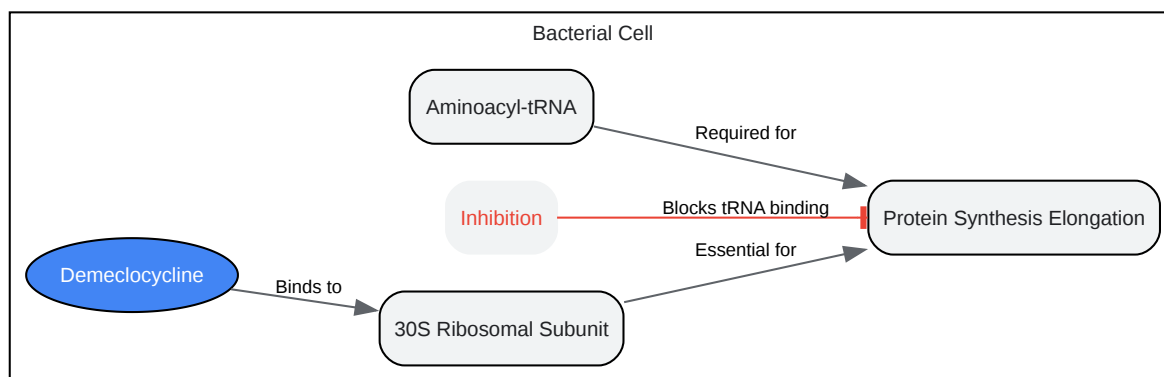 Bacterial Cell
Aminoacyl-tRNA
Required for
Inhibition
Blocks tRNA binding
Protein Synthesis Elongation
Essential for
Demeclocycline
Binds to
30S Ribosomal Subunit